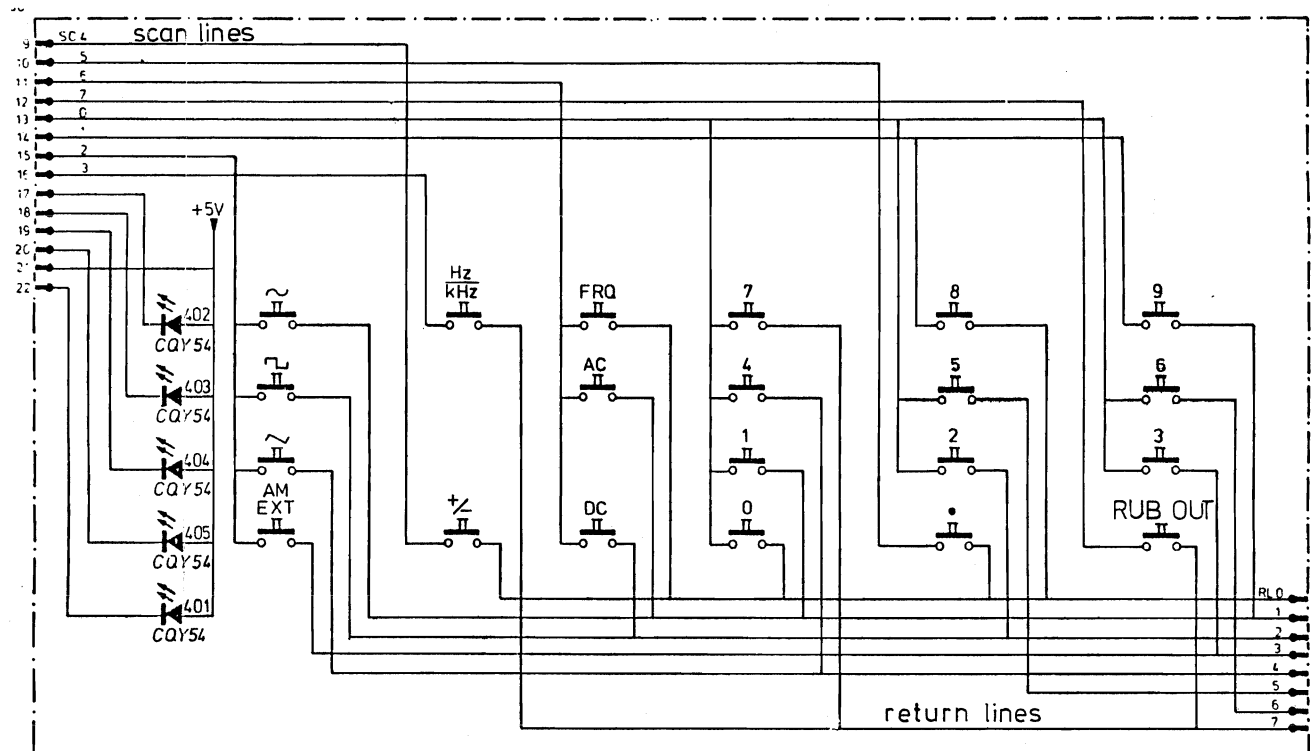 scan lines
9 SC 4
10 5
11 6
12 7
13 0
14 1
15 2
16 3
17
18
19
20
21
22
+5V
402
CQY54
403
CQY54
404
CQY54
405
CQY54
401
CQY54
AM
EXT
Hz
kHz
+/-
FRQ
AC
DC
7
4
1
0
8
5
2
•
9
6
3
RUB OUT
RL 0
1
2
3
4
5
6
7
return lines